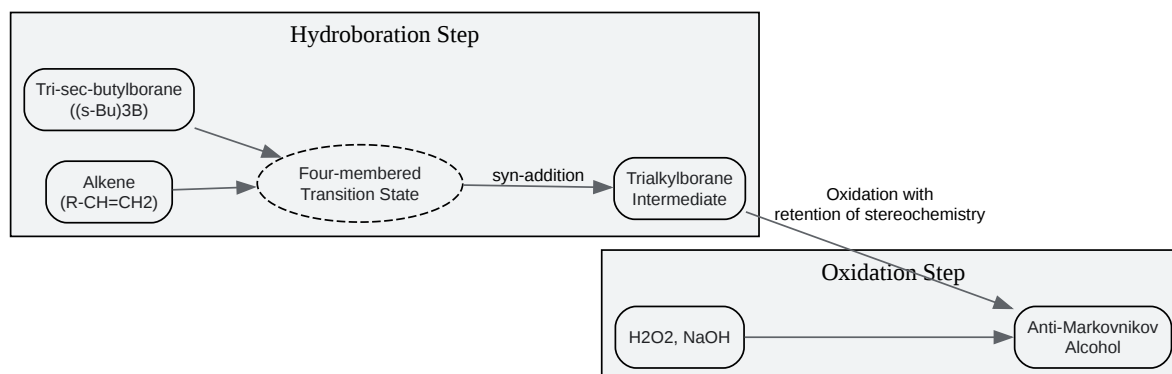 Hydroboration Step
Tri-sec-butylborane
((s-Bu)3B)
Alkene
(R-CH=CH2)
Four-membered
Transition State
syn-addition
Trialkylborane
Intermediate
Oxidation with
retention of stereochemistry
Oxidation Step
H2O2, NaOH
Anti-Markovnikov
Alcohol